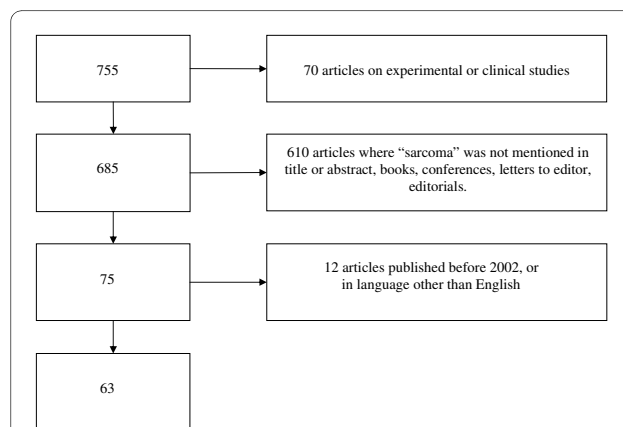 755
70 articles on experimental or clinical studies
685
610 articles where “sarcoma” was not mentioned in
title or abstract, books, conferences, letters to editor,
editorials.
75
12 articles published before 2002, or
in language other than English
63